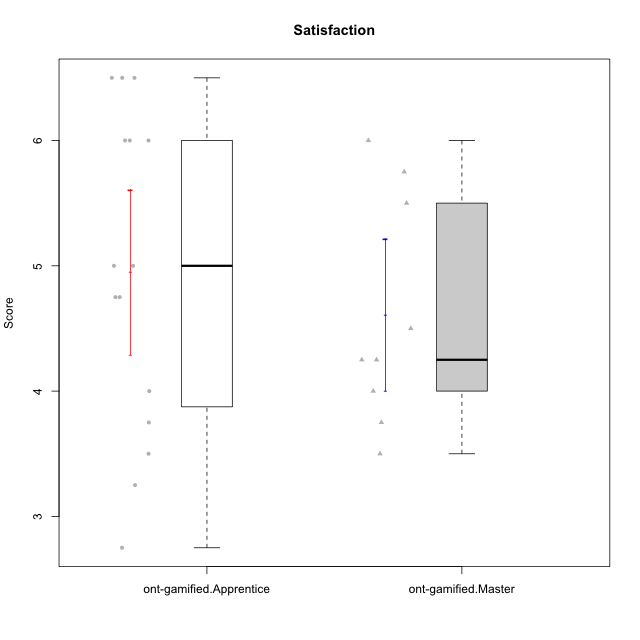 Satisfaction
Score
6
5
4
3
ont-gamified.Apprentice
ont-gamified.Master